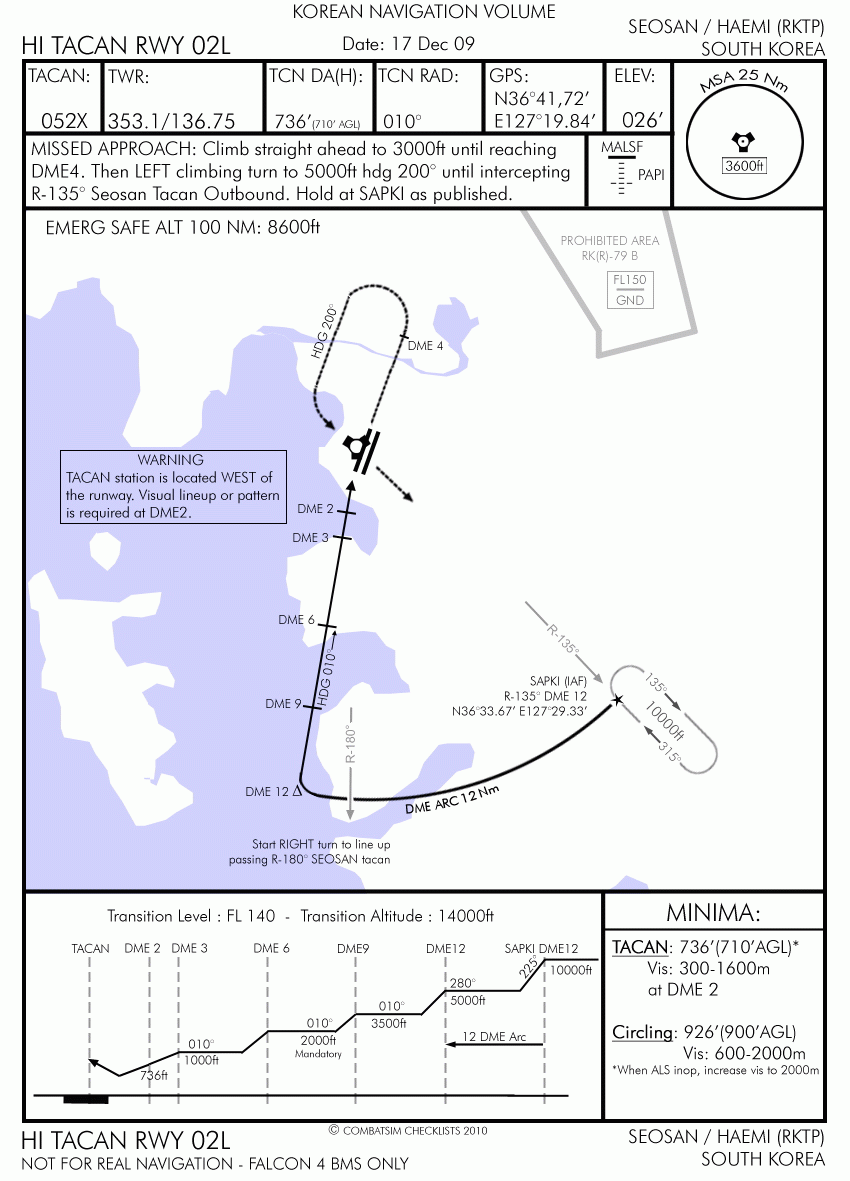 KOREAN NAVIGATION VOLUME
HI TACAN RWY 02L
Date: 17 Dec 09
SEOSAN / HAEMI (RKTP)
SOUTH KOREA
TACAN:
052X
TWR:
353.1/136.75
TCN DA(H):
736'(710' AGL)
TCN RAD:
010°
GPS:
N36°41,72'
E127°19.84'
ELEV:
026'
MSA 25 Nm
3600ft
MISSED APPROACH: Climb straight ahead to 3000ft until reaching
DME4. Then LEFT climbing turn to 5000ft hdg 200° until intercepting
R-135° Seosan Tacan Outbound. Hold at SAPKI as published.
MALSF
PAPI
EMERG SAFE ALT 100 NM: 8600ft
PROHIBITED AREA
RK(R)-79 B
FL150
GND
HDG 200°
DME 4
WARNING
TACAN station is located WEST of
the runway. Visual lineup or pattern
is required at DME2.
DME 2
DME 3
DME 6
HDG 010°
DME 9
R-180°
DME 12
R-135°
SAPKI (IAF)
R-135° DME 12
N36°33.67' E127°29.33'
135°
10000ft
315°
DME ARC 12 Nm
Start RIGHT turn to line up
passing R-180° SEOSAN tacan
Transition Level : FL 140 - Transition Altitude : 14000ft
TACAN DME 2 DME 3 DME 6 DME9 DME12 SAPKI DME12
225°
10000ft
280°
5000ft
010°
3500ft
010°
2000ft
Mandatory
12 DME Arc
010°
1000ft
736ft
MINIMA:
TACAN: 736'(710'AGL)*
Vis: 300-1600m
at DME 2
Circling: 926'(900'AGL)
Vis: 600-2000m
*When ALS inop, increase vis to 2000m
© COMBATSIM CHECKLISTS 2010
HI TACAN RWY 02L
NOT FOR REAL NAVIGATION - FALCON 4 BMS ONLY
SEOSAN / HAEMI (RKTP)
SOUTH KOREA